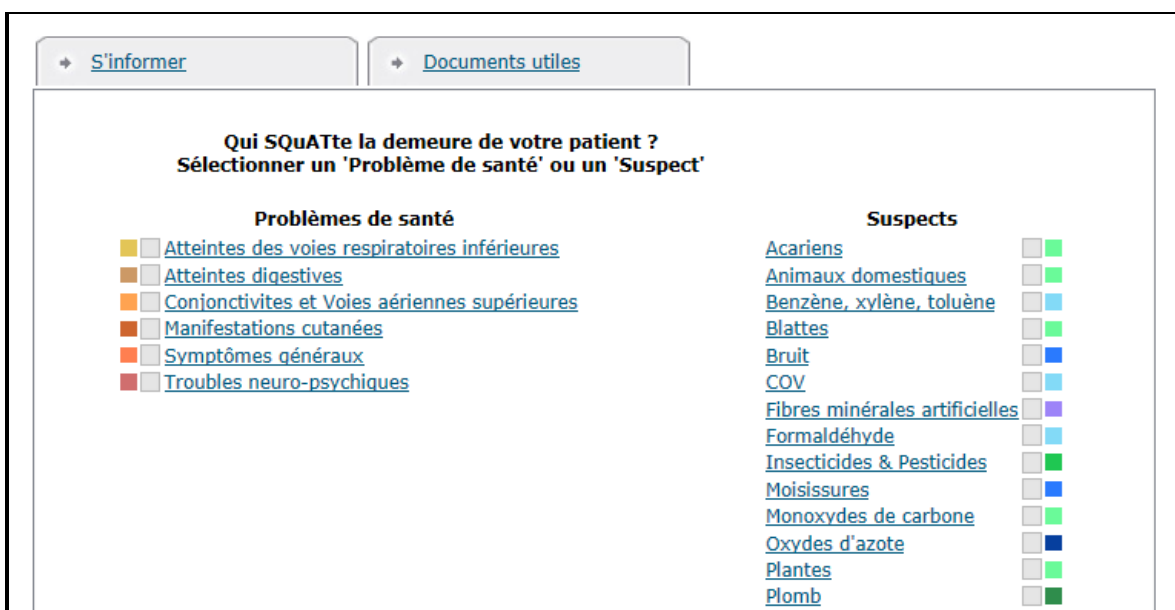 S'informer
Documents utiles
Qui SQuATte la demeure de votre patient ?
Sélectionner un 'Problème de santé' ou un 'Suspect'
Problèmes de santé
Atteintes des voies respiratoires inférieures
Atteintes digestives
Conjonctivites et Voies aériennes supérieures
Manifestations cutanées
Symptômes généraux
Troubles neuro-psychiques
Suspects
Acariens
Animaux domestiques
Benzène, xylène, toluène
Blattes
Bruit
COV
Fibres minérales artificielles
Formaldéhyde
Insecticides & Pesticides
Moisissures
Monoxydes de carbone
Oxydes d'azote
Plantes
Plomb